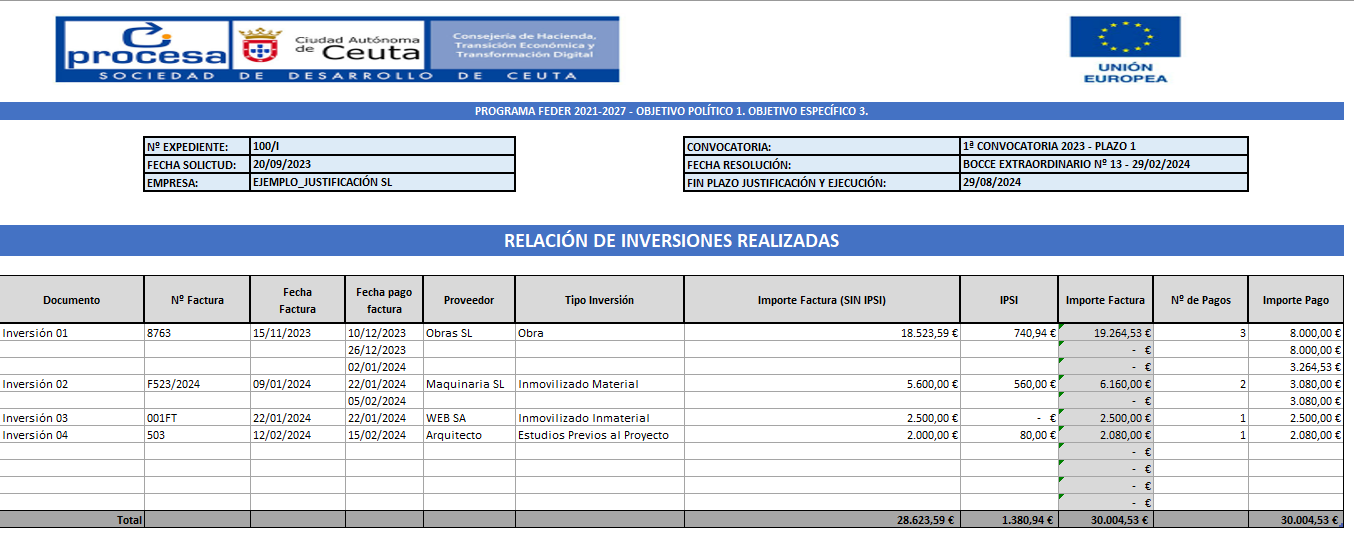 procesa
SOCIEDAD DE DESARROLLO DE CEUTA
Ciudad Autónoma
de Ceuta
Consejería de Hacienda,
Transición Económica y
Transformación Digital
UNIÓN
EUROPEA
PROGRAMA FEDER 2021-2027 - OBJETIVO POLÍTICO 1. OBJETIVO ESPECÍFICO 3.
Nº EXPEDIENTE: 100/I
FECHA SOLICTUD: 20/09/2023
EMPRESA: EJEMPLO_JUSTIFICACIÓN SL
CONVOCATORIA: 1ª CONVOCATORIA 2023 - PLAZO 1
FECHA RESOLUCIÓN: BOCCE EXTRAORDINARIO Nº 13 - 29/02/2024
FIN PLAZO JUSTIFICACIÓN Y EJECUCIÓN: 29/08/2024
RELACIÓN DE INVERSIONES REALIZADAS
Documento Nº Factura Fecha Factura Fecha pago factura Proveedor Tipo Inversión Importe Factura (SIN IPSI) IPSI Importe Factura Nº de Pagos Importe Pago
Inversión 01 8763 15/11/2023 10/12/2023 Obras SL Obra 18.523,59 € 740,94 € 19.264,53 € 3 8.000,00 €
26/12/2023 - € 8.000,00 €
02/01/2024 - € 3.264,53 €
Inversión 02 F523/2024 09/01/2024 22/01/2024 Maquinaria SL Inmovilizado Material 5.600,00 € 560,00 € 6.160,00 € 2 3.080,00 €
05/02/2024 - € 3.080,00 €
Inversión 03 001FT 22/01/2024 22/01/2024 WEB SA Inmovilizado Inmaterial 2.500,00 € - € 2.500,00 € 1 2.500,00 €
Inversión 04 503 12/02/2024 15/02/2024 Arquitecto Estudios Previos al Proyecto 2.000,00 € 80,00 € 2.080,00 € 1 2.080,00 €
- €
- €
- €
- €
Total 28.623,59 € 1.380,94 € 30.004,53 € 30.004,53 €